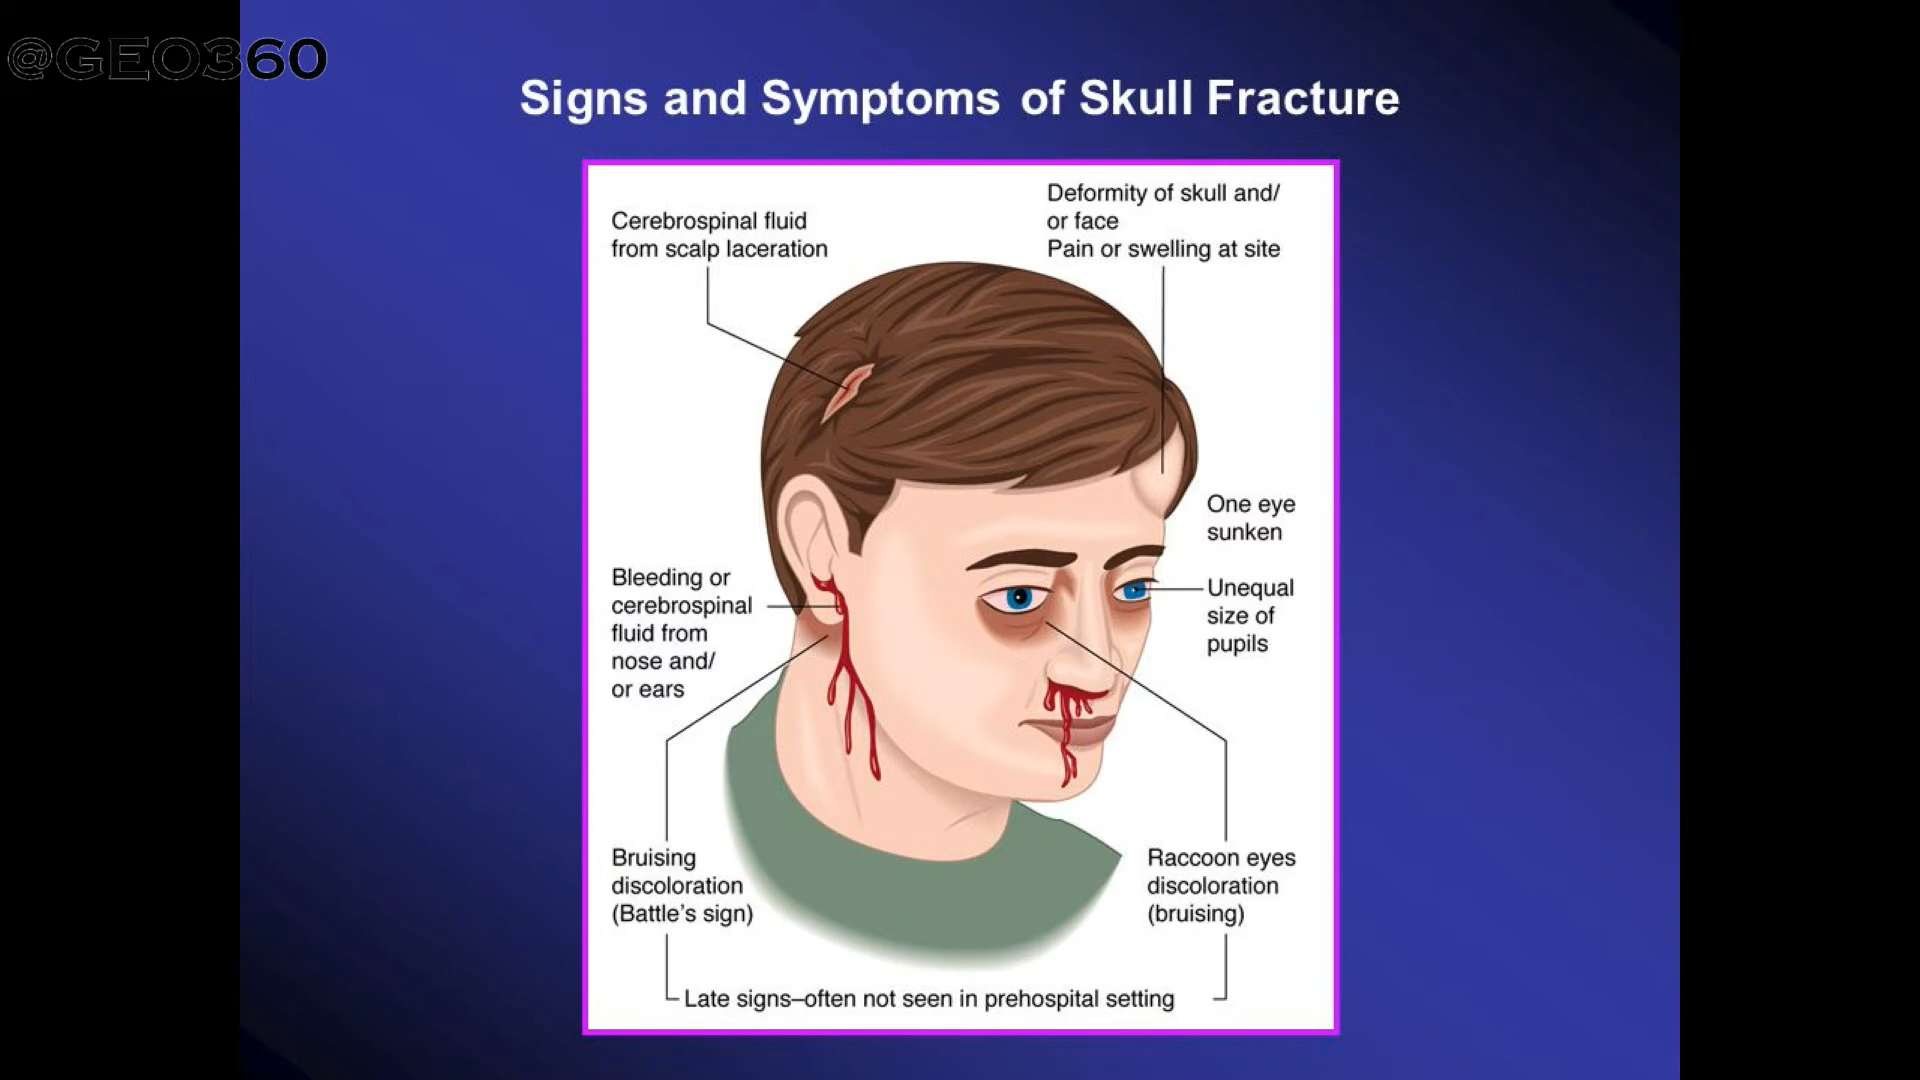 @GEO360
Signs and Symptoms of Skull Fracture
Cerebrospinal fluid
from scalp laceration
Deformity of skull and/
or face
Pain or swelling at site
One eye
sunken
Unequal
size of
pupils
Bleeding or
cerebrospinal
fluid from
nose and/
or ears
Bruising
discoloration
(Battle’s sign)
Raccoon eyes
discoloration
(bruising)
Late signs–often not seen in prehospital setting